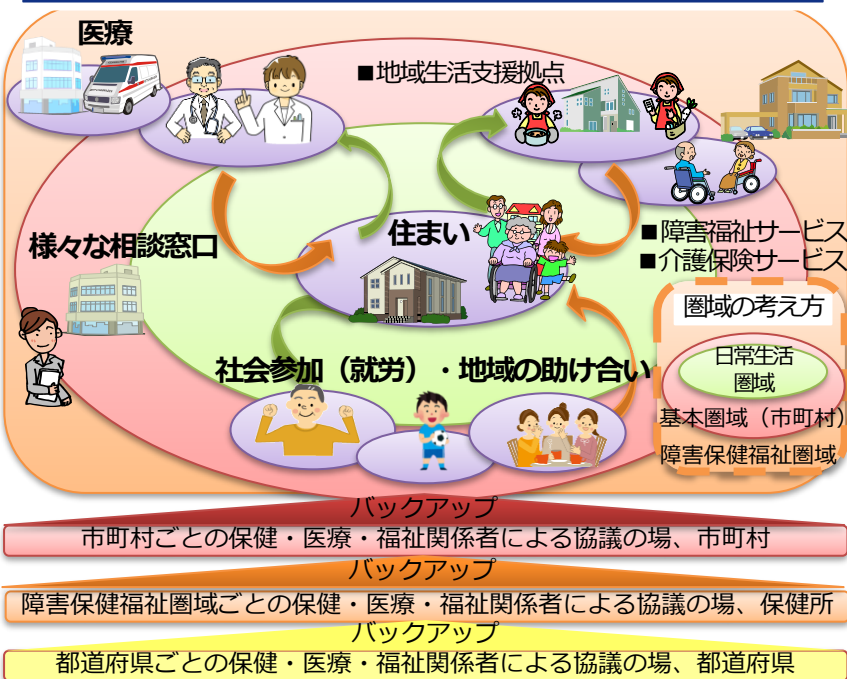 医療
■地域生活支援拠点
様々な相談窓口
住まい
■障害福祉サービス
■介護保険サービス
社会参加（就労）・地域の助け合い
圏域の考え方
日常生活
圏域
基本圏域（市町村）
障害保健福祉圏域
バックアップ
市町村ごとの保健・医療・福祉関係者による協議の場、市町村
バックアップ
障害保健福祉圏域ごとの保健・医療・福祉関係者による協議の場、保健所
バックアップ
都道府県ごとの保健・医療・福祉関係者による協議の場、都道府県